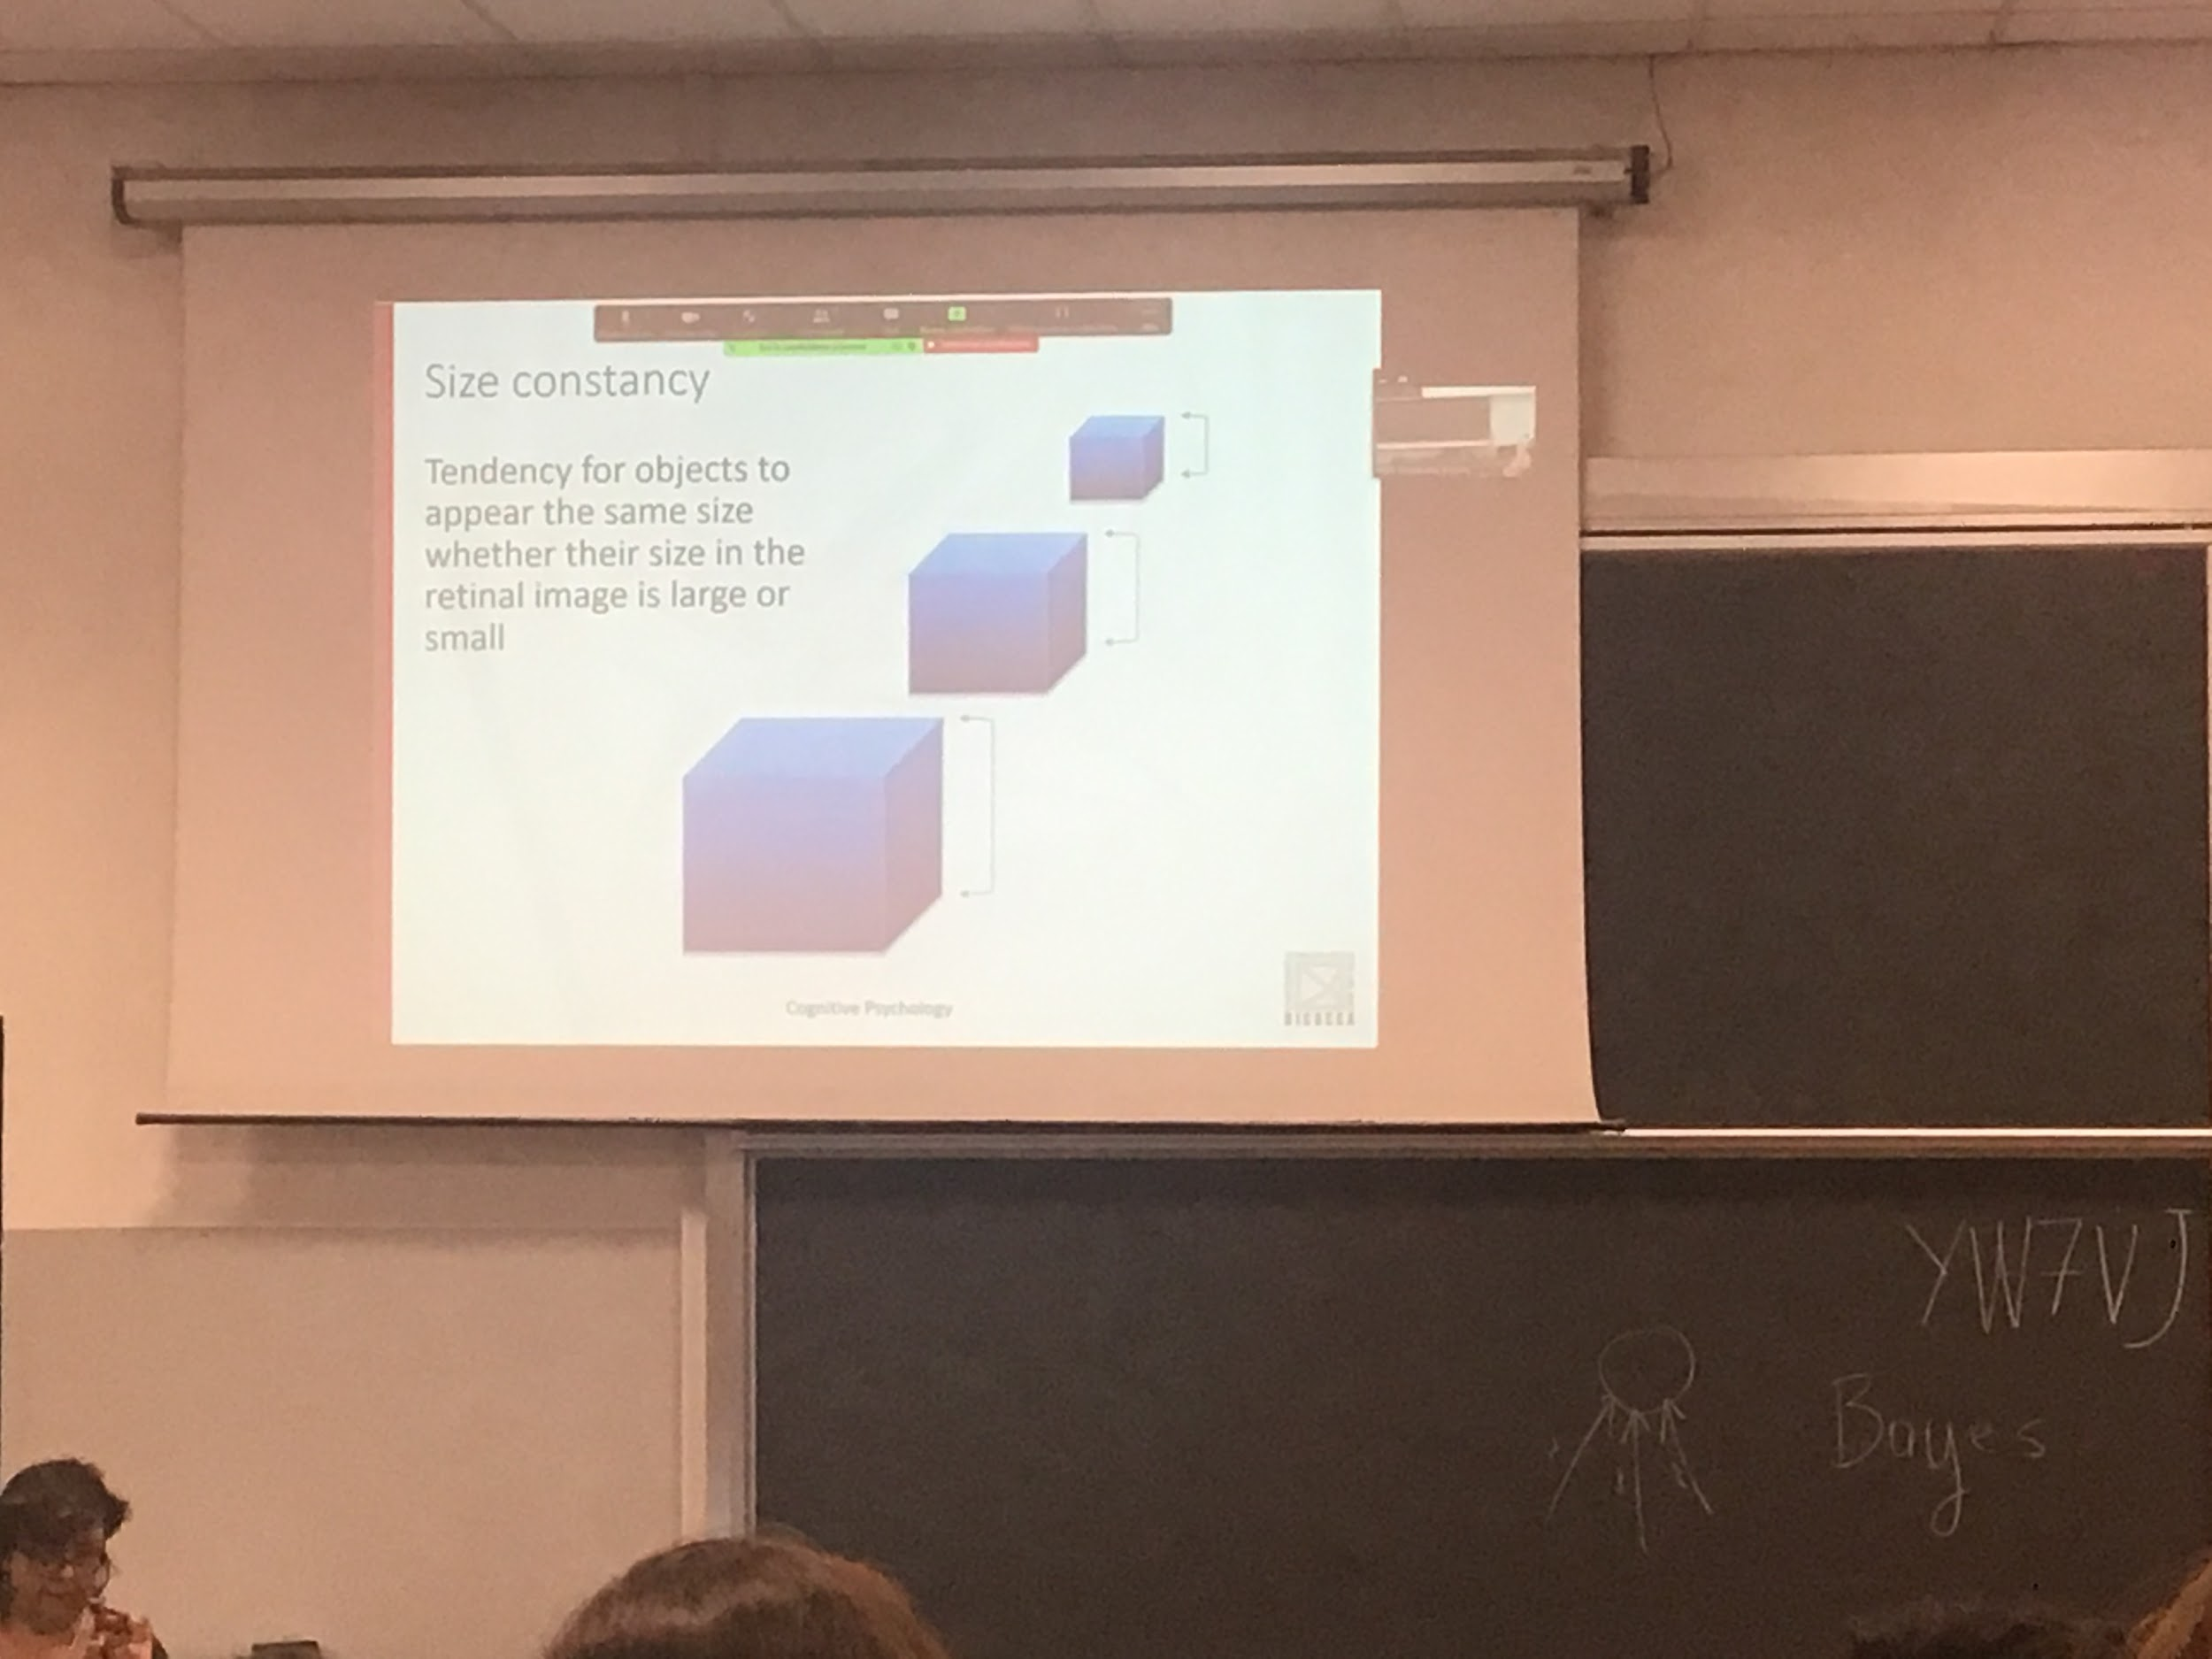 Size constancy
Tendency for objects to
appear the same size
whether their size in the
retinal image is large or
small
Cognitive Psychology
BICOCCA
YW7VJ
Bayes